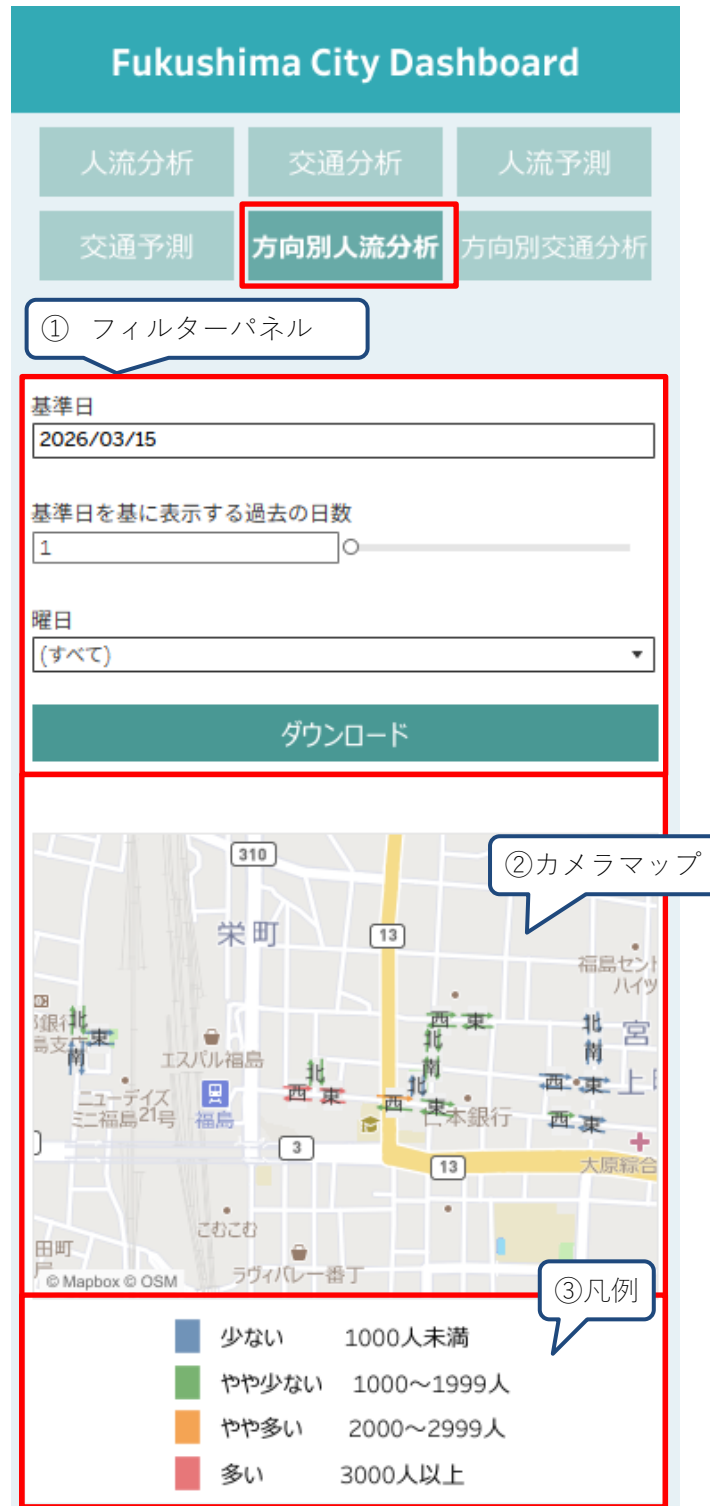 Fukushima City Dashboard
人流分析
交通分析
人流予測
交通予測
方向別人流分析
方向別交通分析
① フィルターパネル
基準日
2026/03/15
基準日を基に表示する過去の日数
1
曜日
(すべて)
ダウンロード
②カメラマップ
310
栄町
13
福島セント
ハイツ
北
東
南
エスパル福島
ニューデイズ
ミニ福島21号
福島
北
西 東
西 東
北
南
北
西 東
日本銀行
北
南
西 東
西 東
宮
上
大原綜合
3
13
こむこむ
田町
ラヴィバレー一番丁
© Mapbox © OSM
③凡例
少ない 1000人未満
やや少ない 1000～1999人
やや多い 2000～2999人
多い 3000人以上